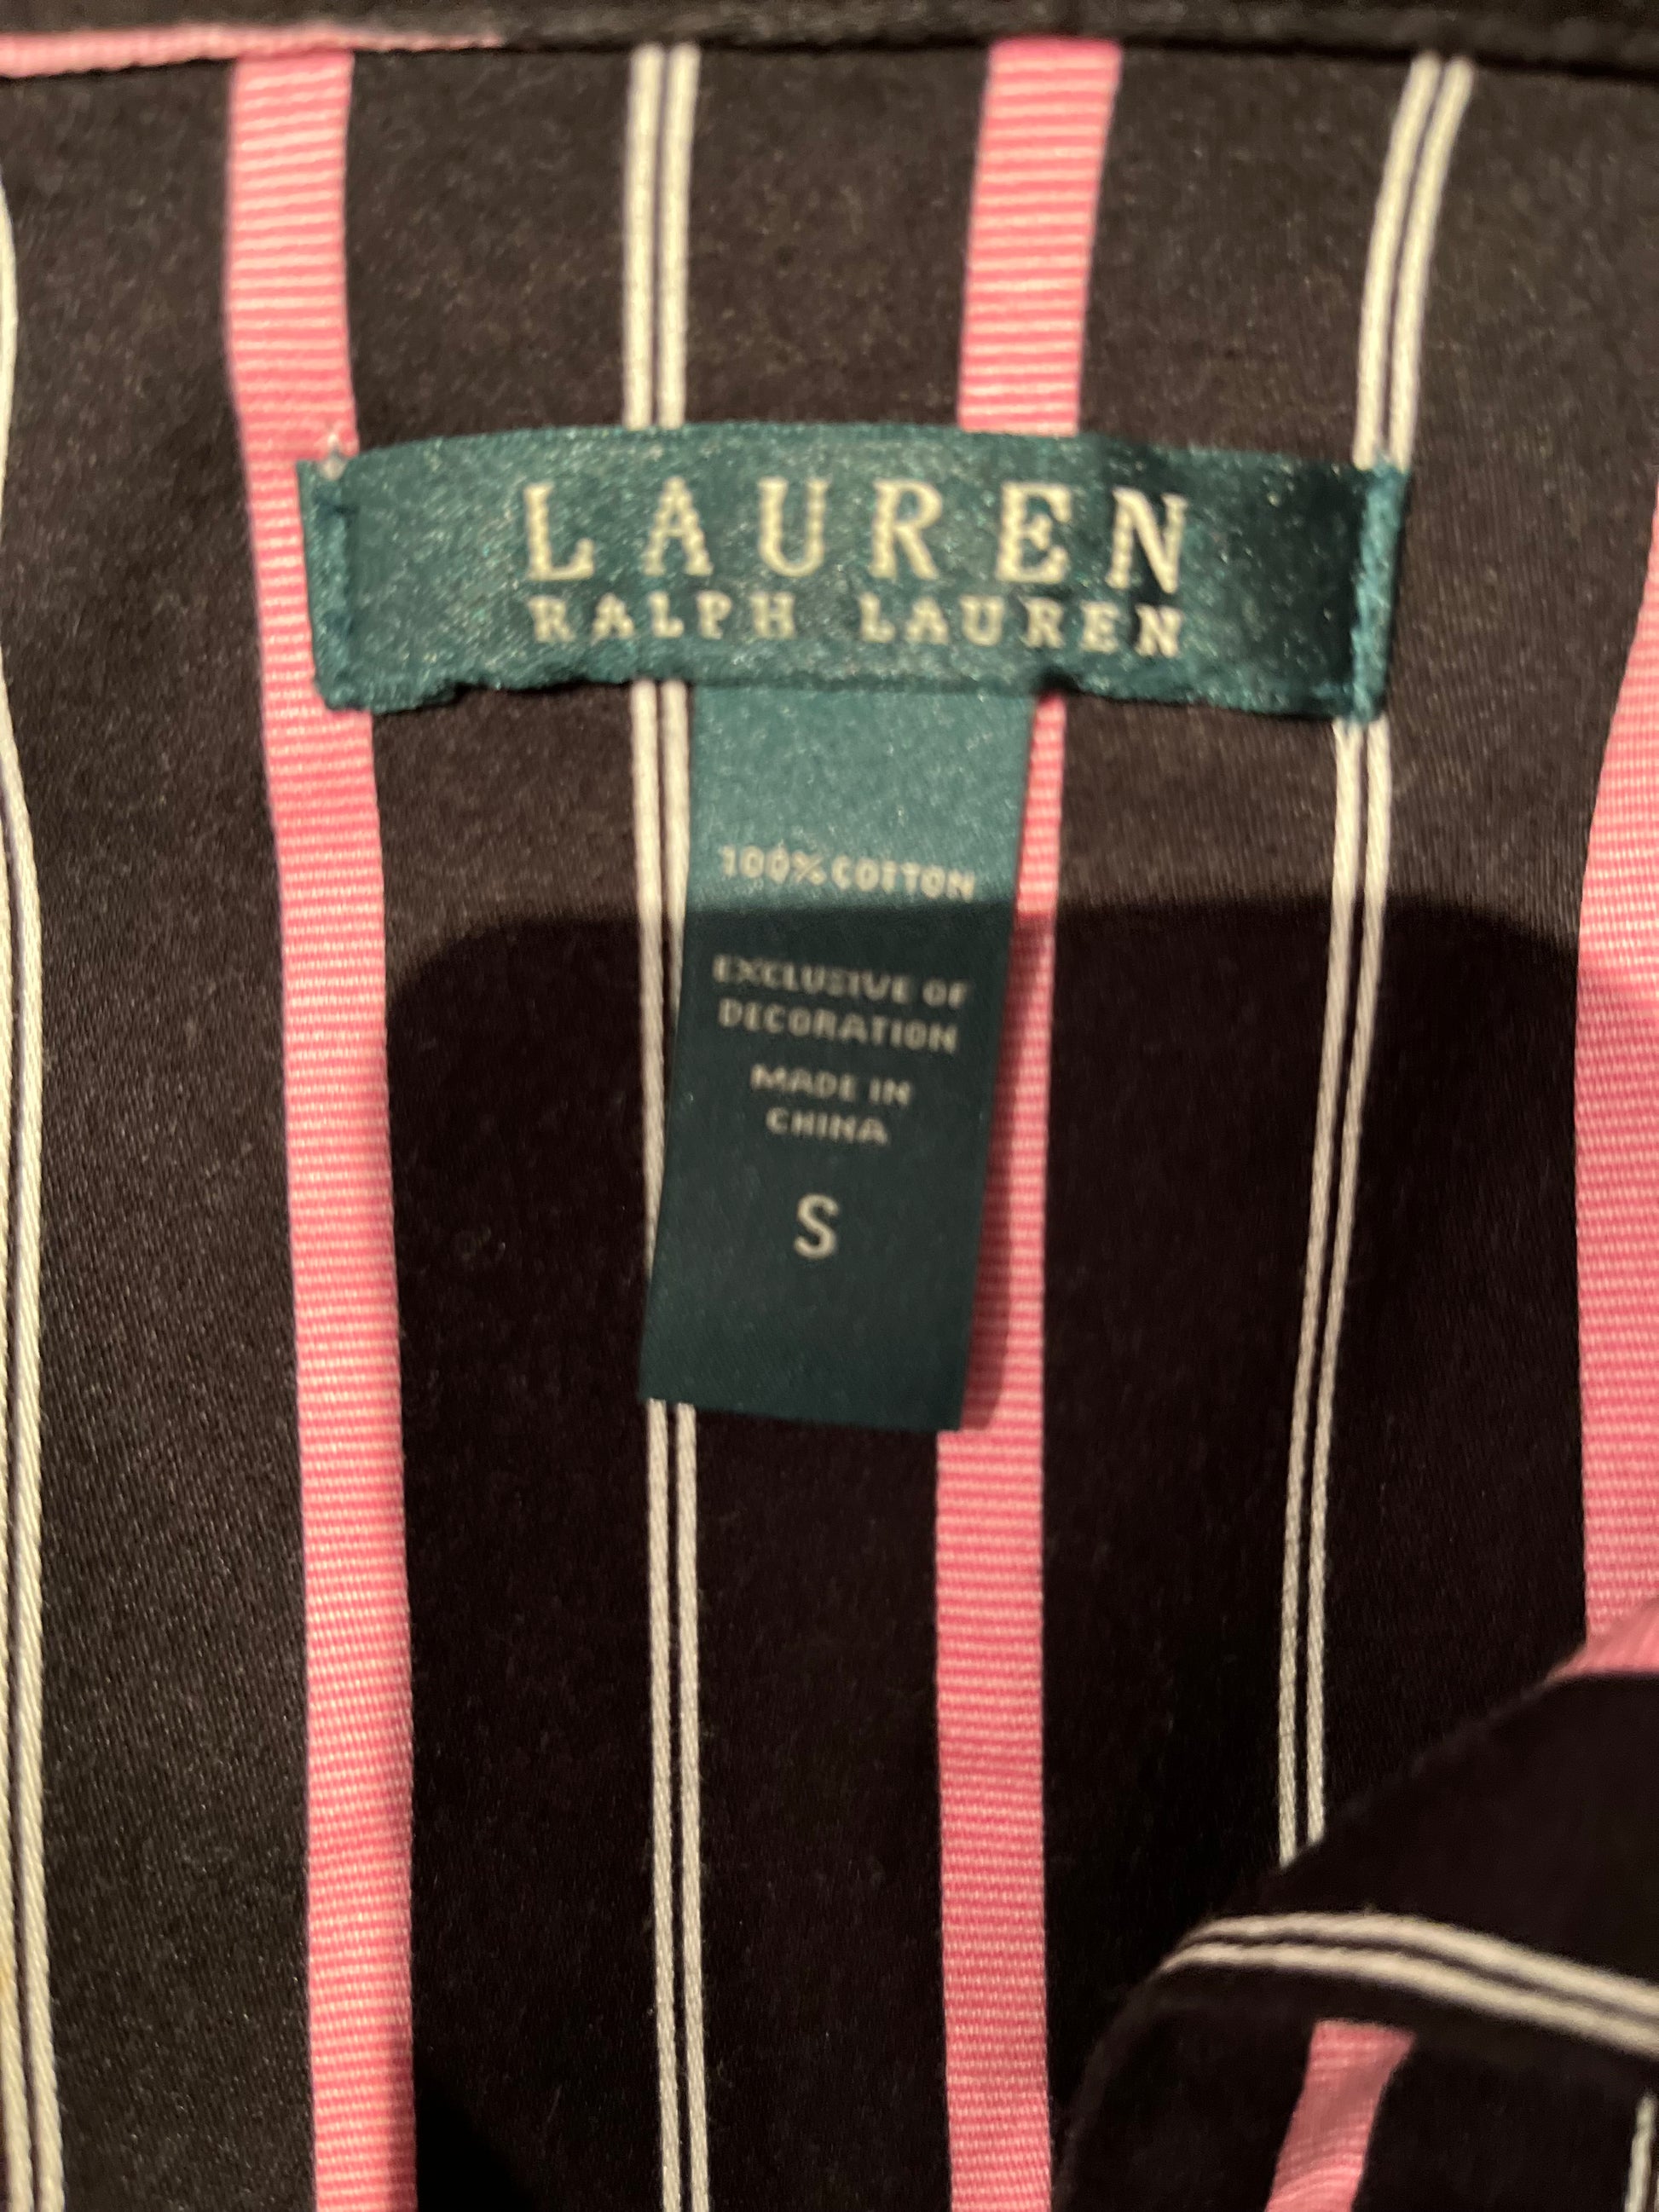 LAUREN
RALPH LAUREN
100% COTTON
EXCLUSIVE OF
DECORATION
MADE IN
CHINA
S